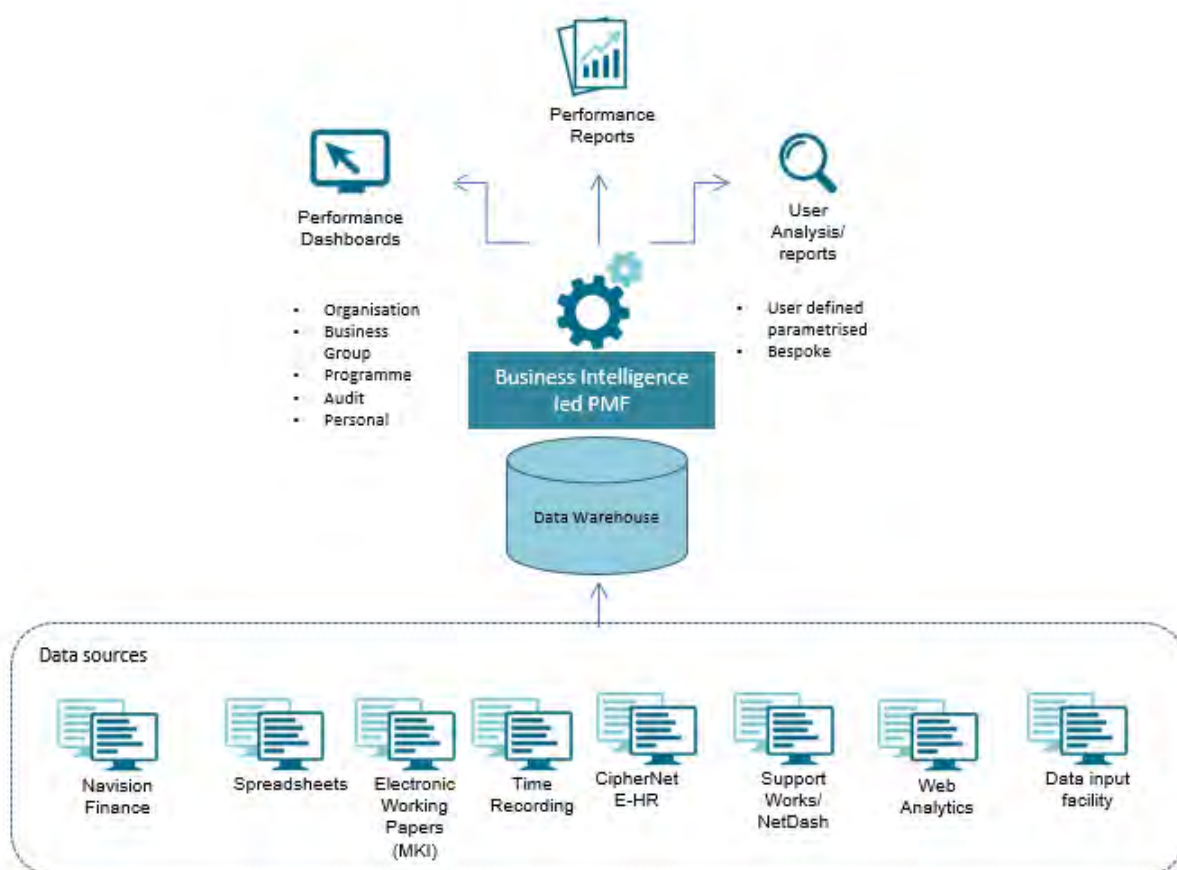 Performance
Reports
Performance
Dashboards
• Organisation
• Business
Group
• Programme
• Audit
• Personal
User
Analysis/
reports
• User defined
parametrised
• Bespoke
Business Intelligence
led PMF
Data Warehouse
Data sources
Navision
Finance
Spreadsheets
Electronic
Working
Papers
(MKI)
Time
Recording
CipherNet
E-HR
Support
Works/
NetDash
Web
Analytics
Data input
facility